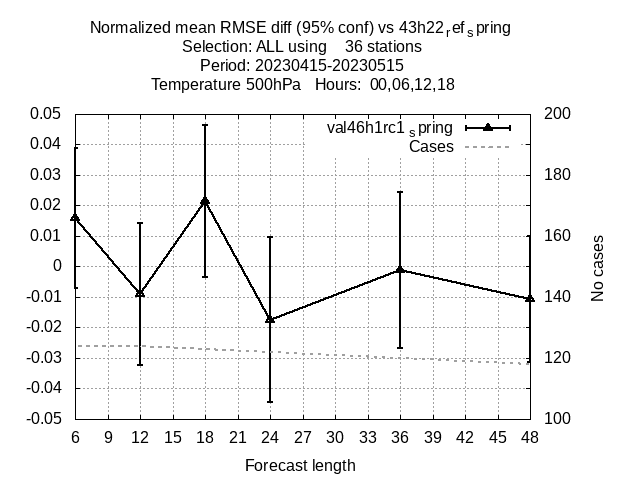 Normalized mean RMSE diff (95% conf) vs 43h22refspring
Selection: ALL using 36 stations
Period: 20230415-20230515
Temperature 500hPa Hours: 00,06,12,18
val46h1rc1spring
Cases
0.05
0.04
0.03
0.02
0.01
0
-0.01
-0.02
-0.03
-0.04
-0.05
200
180
160
140
120
100
No cases
6 9 12 15 18 21 24 27 30 33 36 39 42 45 48
Forecast length